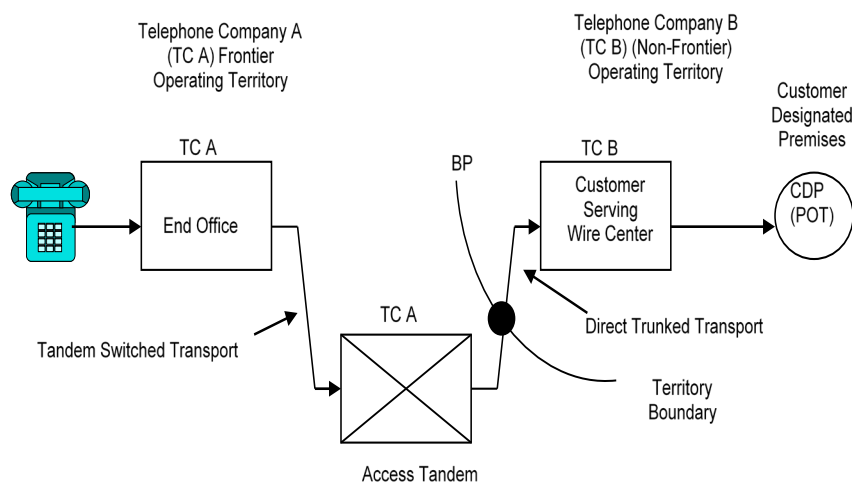 Telephone Company A
(TC A) Frontier
Operating Territory
Telephone Company B
(TC B) (Non-Frontier)
Operating Territory
Customer
Designated
Premises
TC A
End Office
BP
TC B
Customer
Serving
Wire Center
CDP
(POT)
Tandem Switched Transport
TC A
Direct Trunked Transport
Territory
Boundary
Access Tandem